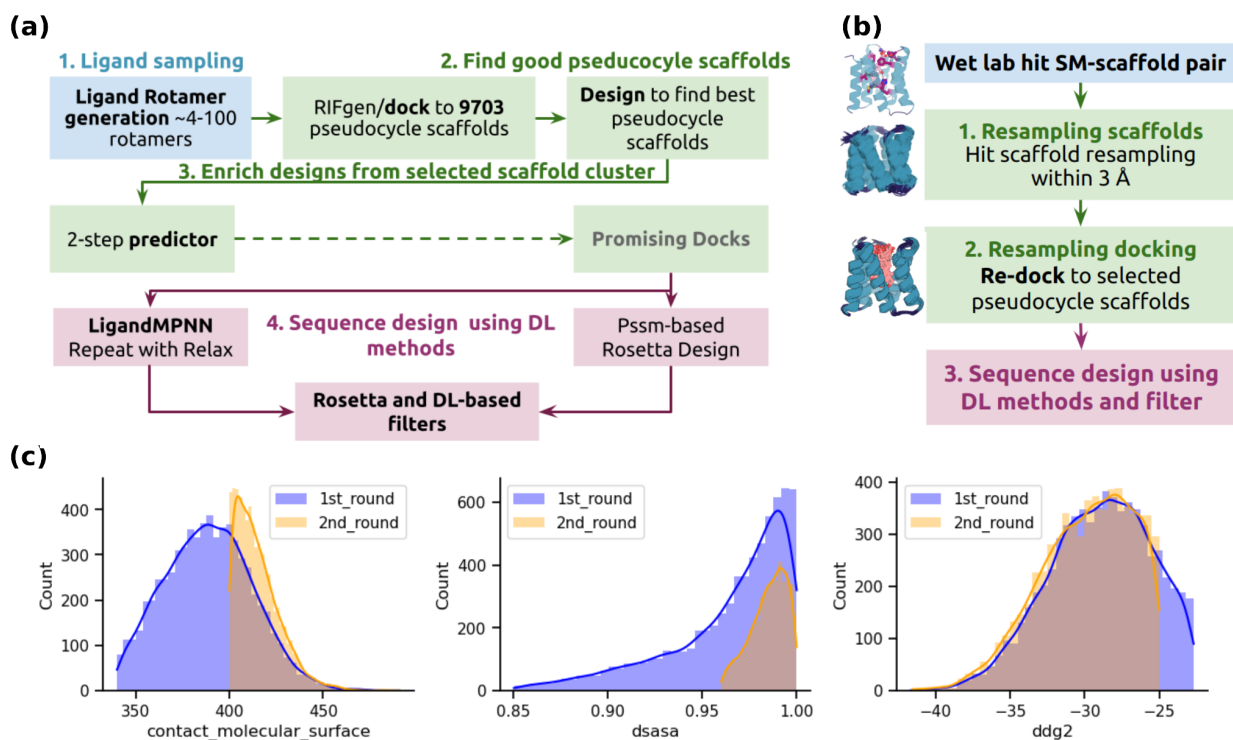 (a)
1. Ligand sampling
2. Find good pseducocyle scaffolds
Ligand Rotamer
generation ~4-100
rotamers
RIFgen/dock to 9703
pseudocycle scaffolds
Design to find best
pseudocycle
scaffolds
3. Enrich designs from selected scaffold cluster
2-step predictor
Promising Docks
LigandMPNN
Repeat with Relax
4. Sequence design using DL
methods
Pssm-based
Rosetta Design
Rosetta and DL-based
filters
(b)
Wet lab hit SM-scaffold pair
1. Resampling scaffolds
Hit scaffold resampling
within 3 Å
2. Resampling docking
Re-dock to selected
pseudocycle scaffolds
3. Sequence design using
DL methods and filter
(c)
1st_round
2nd_round
Count
400
300
200
100
0
350
400
450
contact_molecular_surface
1st_round
2nd_round
Count
600
400
200
0
0.85
0.90
0.95
1.00
dsasa
1st_round
2nd_round
Count
400
300
200
100
0
−40
−35
−30
−25
ddg2